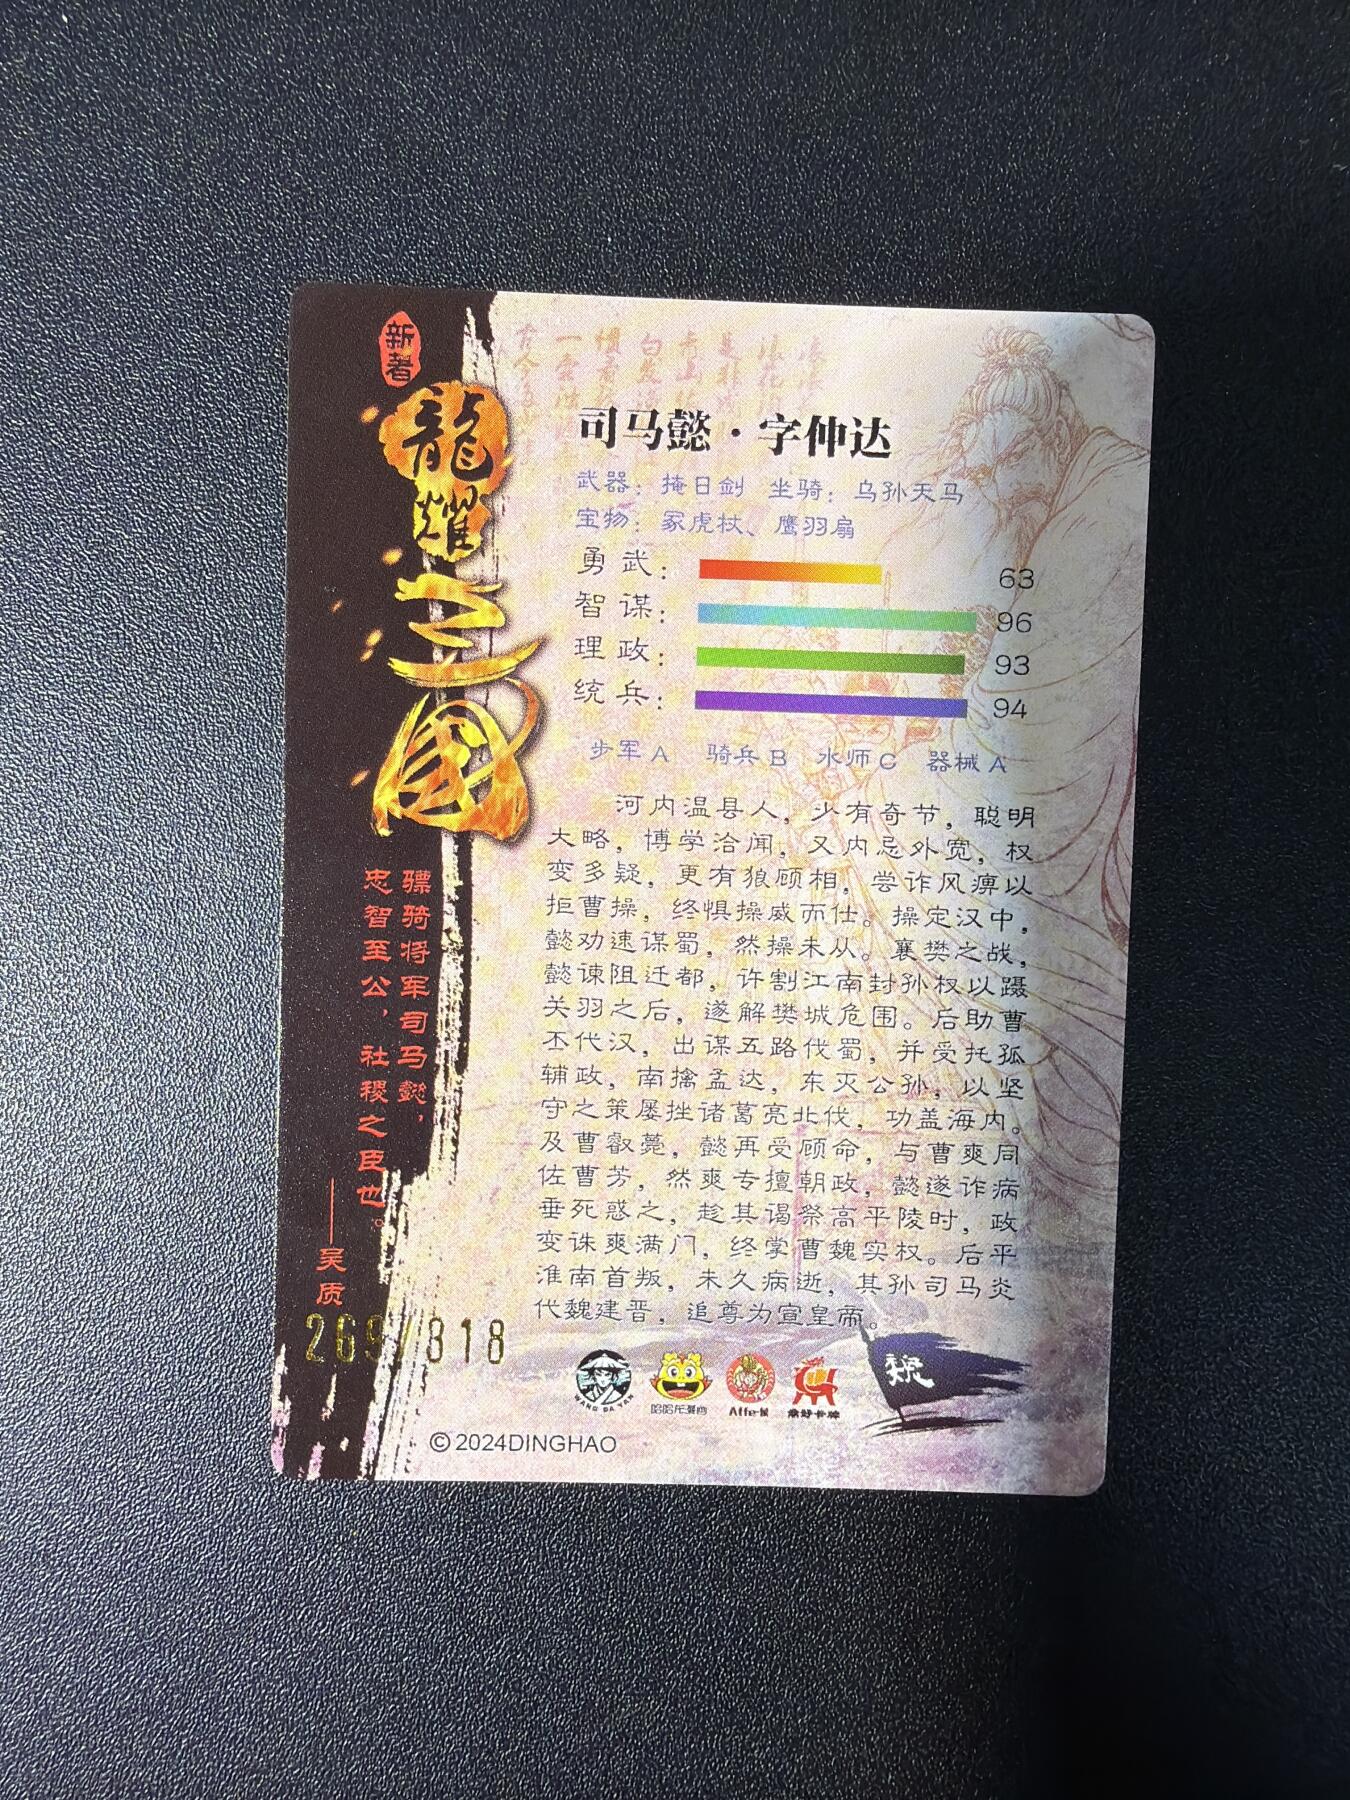 新著
龍耀三國
司马懿·字仲达
武器：掩日剑 坐骑：乌孙天马
宝物：冢虎杖、鹰羽扇
勇武： 63
智谋： 96
理政： 93
统兵： 94
步军A 骑兵B 水师C 器械A
河内温县人，少有奇节，聪明
大略，博学洽闻，又内忌外宽，权
变多疑，更有狼顾相，尝诈风痹以
拒曹操，终惧操威而仕。操定汉中，
懿劝速谋蜀，然操未从。襄樊之战，
懿谏阻迁都，许割江南封孙权以蹑
关羽之后，遂解樊城危围。后助曹
丕代汉，出谋五路伐蜀，并受托孤
辅政，南擒孟达，东灭公孙，以坚
守之策屡挫诸葛亮北伐，功盖海内。
及曹叡薨，懿再受顾命，与曹爽同
佐曹芳，然爽专擅朝政，懿遂诈病
垂死惑之，趁其谒祭高平陵时，政
变诛爽满门，终掌曹魏实权。后平
淮南首叛，未久病逝，其孙司马炎
代魏建晋，追尊为宣皇帝。
骠骑将军司马懿，
忠智至公，社稷之臣也。
——吴质
269/318
WANG DA YAN
鼎好卡牌
魏
©2024DINGHAO